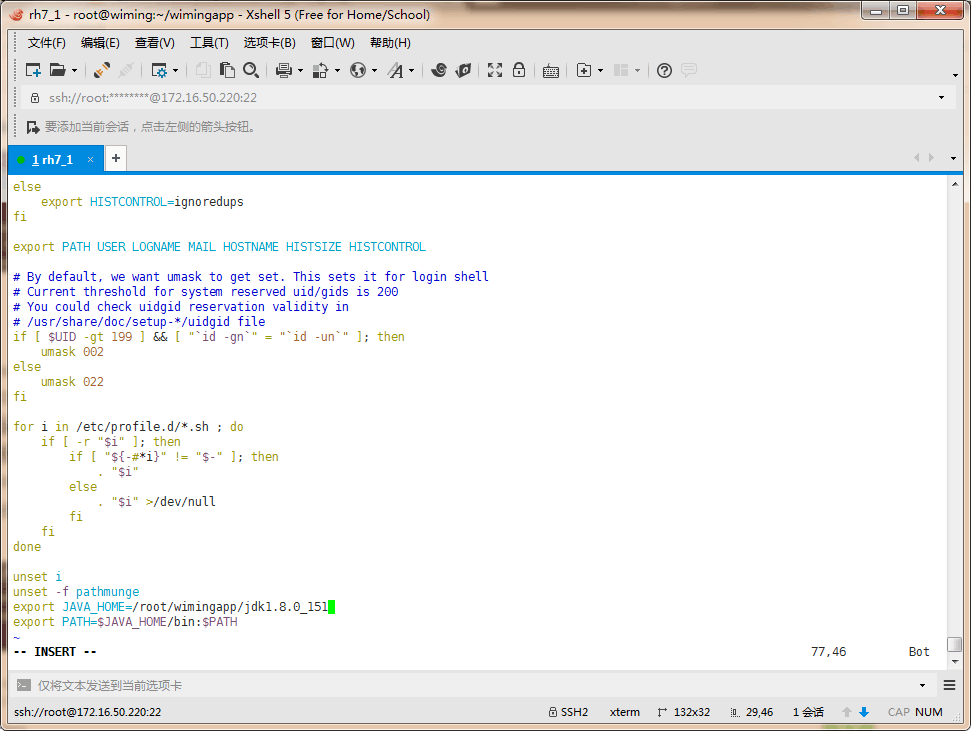 rh7_1 - root@wiming:~/wimingapp - Xshell 5 (Free for Home/School)
文件(F) 编辑(E) 查看(V) 工具(T) 选项卡(B) 窗口(W) 帮助(H)
ssh://root:********@172.16.50.220:22
要添加当前会话，点击左侧的箭头按钮。
1 rh7_1 × +
else
    export HISTCONTROL=ignoredups
fi
export PATH USER LOGNAME MAIL HOSTNAME HISTSIZE HISTCONTROL
# By default, we want umask to get set. This sets it for login shell
# Current threshold for system reserved uid/gids is 200
# You could check uidgid reservation validity in
# /usr/share/doc/setup-*/uidgid file
if [ $UID -gt 199 ] && [ "`id -gn`" = "`id -un`" ]; then
    umask 002
else
    umask 022
fi
for i in /etc/profile.d/*.sh ; do
    if [ -r "$i" ]; then
        if [ "${-#*i}" != "$-" ]; then
            . "$i"
        else
            . "$i" >/dev/null
        fi
    fi
done
unset i
unset -f pathmunge
export JAVA_HOME=/root/wimingapp/jdk1.8.0_151
export PATH=$JAVA_HOME/bin:$PATH
~
-- INSERT -- 77,46 Bot
仅将文本发送到当前选项卡
ssh://root@172.16.50.220:22 SSH2 xterm 132x32 29,46 1 会话 CAP NUM